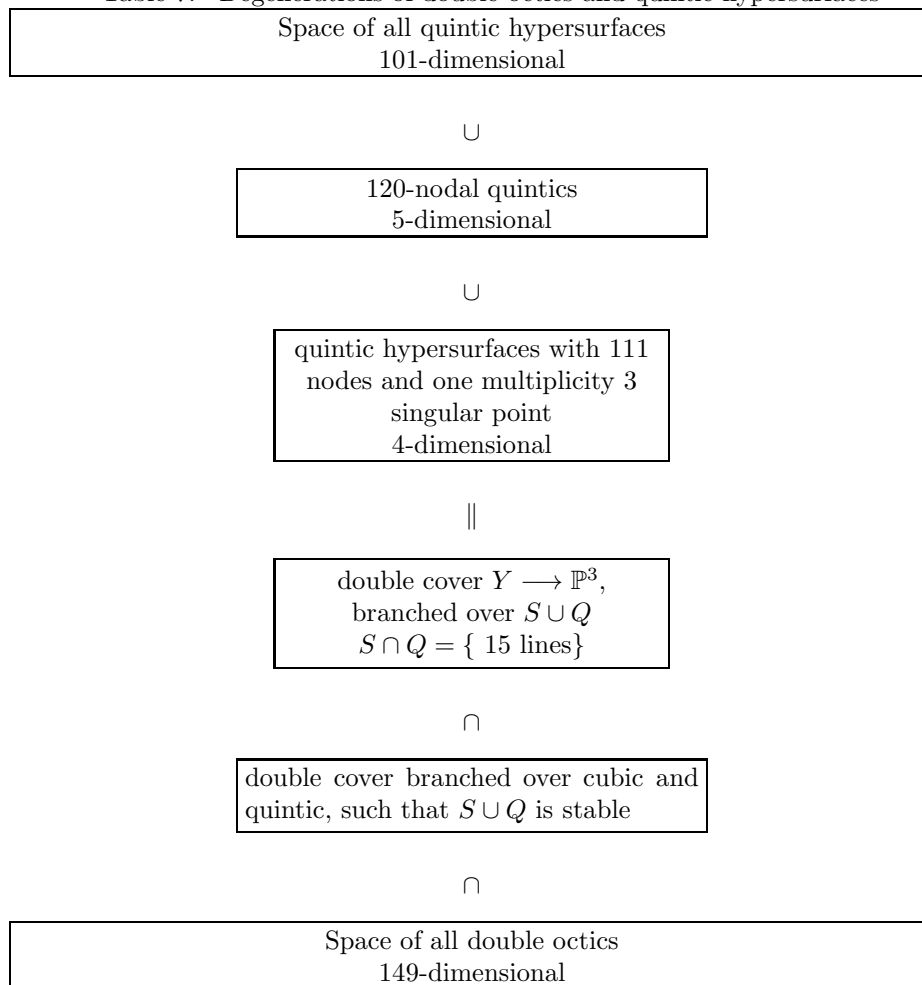 Table 7: Degenerations of double octics and quintic hypersurfaces
Space of all quintic hypersurfaces
101-dimensional
∪
120-nodal quintics
5-dimensional
∪
quintic hypersurfaces with 111
nodes and one multiplicity 3
singular point
4-dimensional
‖
double cover Y ⟶ ℙ³,
branched over S ∪ Q
S ∩ Q = { 15 lines}
∩
double cover branched over cubic and
quintic, such that S ∪ Q is stable
∩
Space of all double octics
149-dimensional